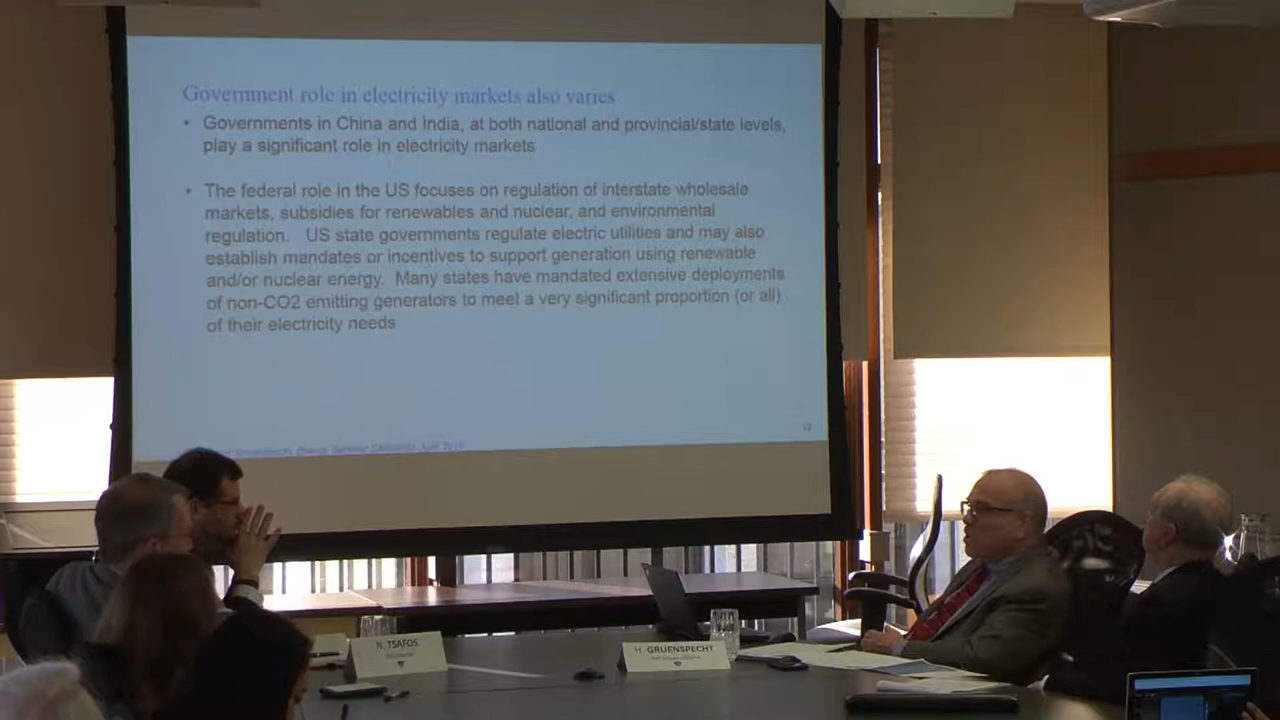 Government role in electricity markets also varies
• Governments in China and India, at both national and provincial/state levels,
play a significant role in electricity markets
• The federal role in the US focuses on regulation of interstate wholesale
markets, subsidies for renewables and nuclear, and environmental
regulation. US state governments regulate electric utilities and may also
establish mandates or incentives to support generation using renewable
and/or nuclear energy. Many states have mandated extensive deployments
of non-CO2 emitting generators to meet a very significant proportion (or all)
of their electricity needs
N. TSAFOS
H. GRUENSPECHT